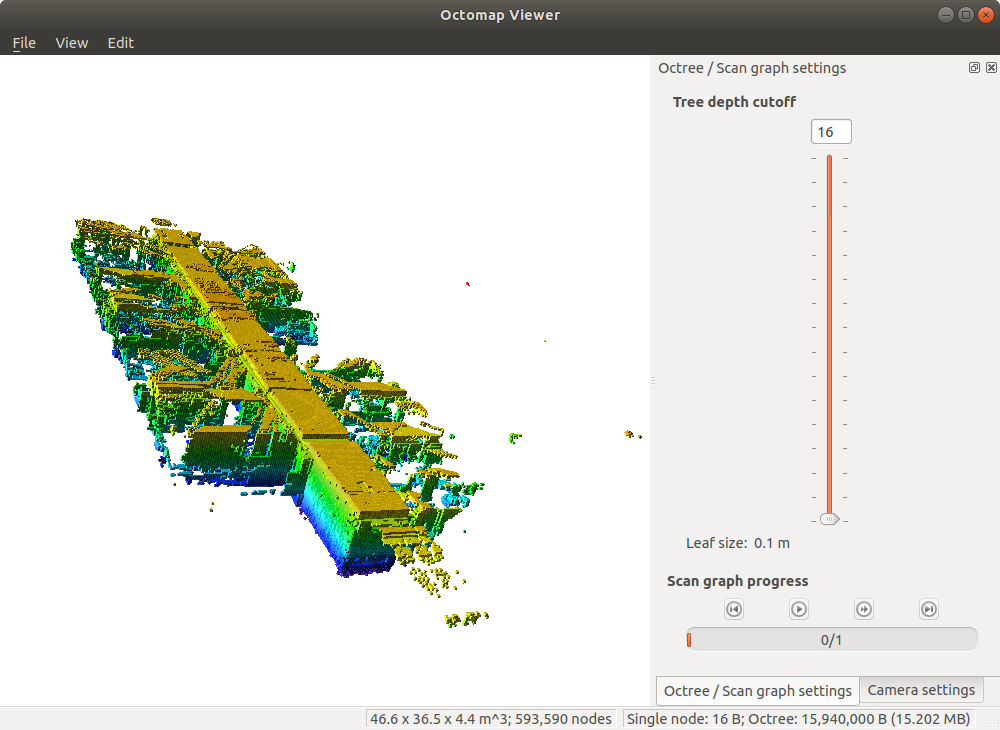 Octomap Viewer
File View Edit
Octree / Scan graph settings
Tree depth cutoff
16
Leaf size: 0.1 m
Scan graph progress
0/1
Octree / Scan graph settings Camera settings
46.6 x 36.5 x 4.4 m^3; 593,590 nodes Single node: 16 B; Octree: 15,940,000 B (15.202 MB)